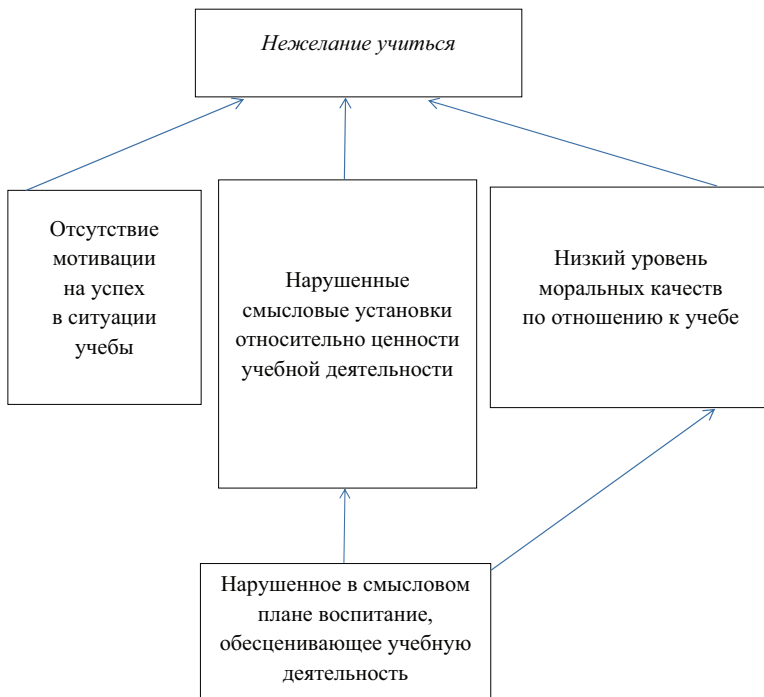 Нежелание учиться
Отсутствие
мотивации
на успех
в ситуации
учебы
Нарушенные
смысловые установки
относительно ценности
учебной деятельности
Низкий уровень
моральных качеств
по отношению к учебе
Нарушенное в смысловом
плане воспитание,
обесценивающее учебную
деятельность